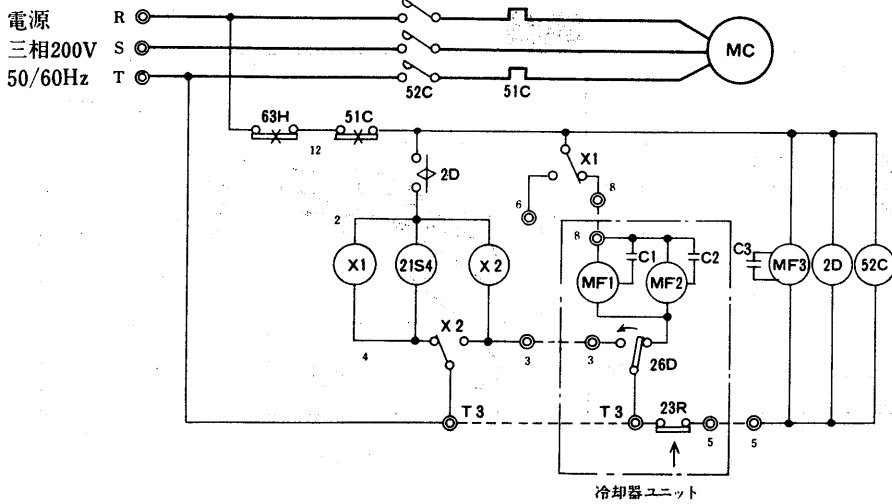 電源 R
三相200V S
50/60Hz T
52C
51C
MC
63H
51C
12
2D
X1
6
8
2
8
X1
21S4
X2
C1
C2
MF1
MF2
C3
MF3
2D
52C
X2
4
3
3
26D
T3
T3
23R
5
5
冷却器ユニット